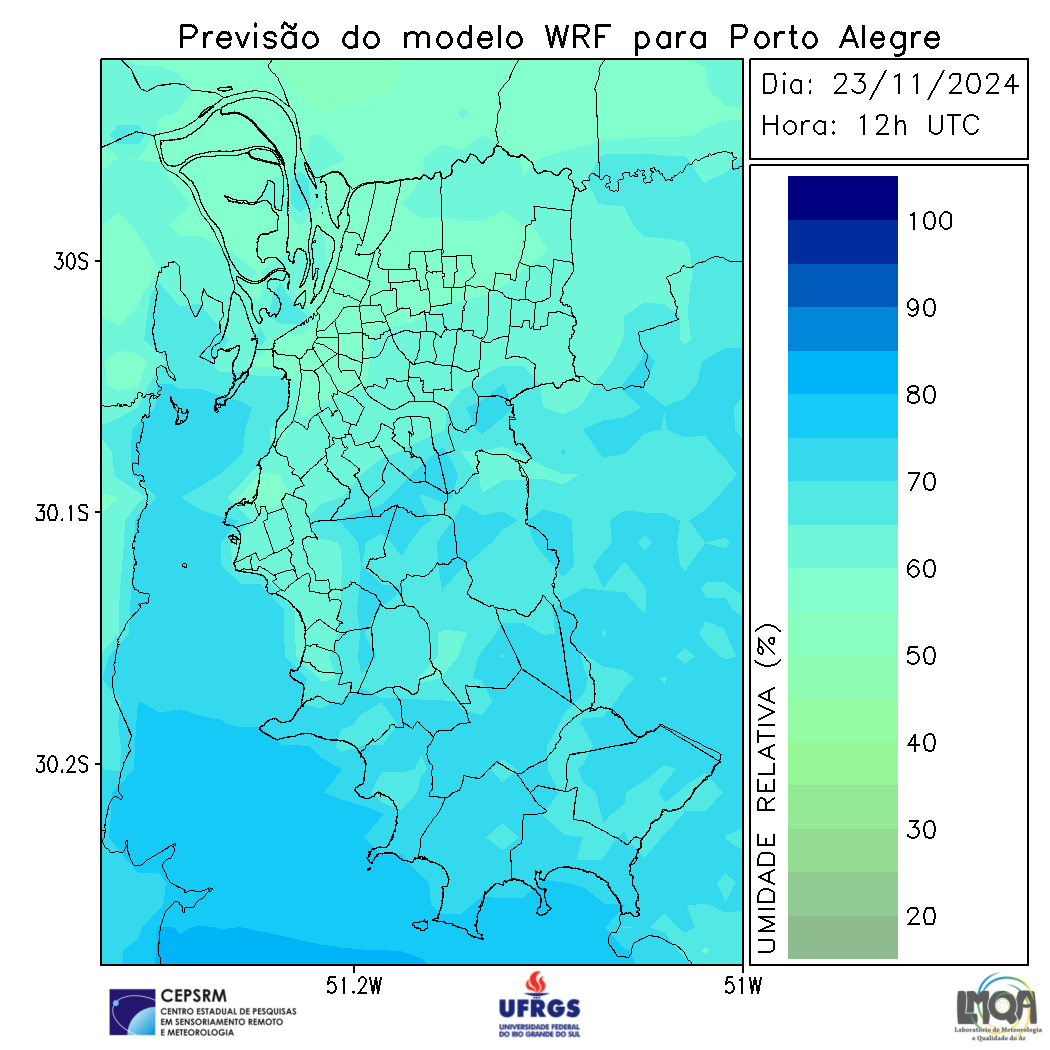 Previsão do modelo WRF para Porto Alegre
Dia: 23/11/2024
Hora: 12h UTC
30S
30.1S
30.2S
51.2W
51W
100
90
80
70
60
50
40
30
20
UMIDADE RELATIVA (%)
CEPSRM
CENTRO ESTADUAL DE PESQUISAS
EM SENSORIAMENTO REMOTO
E METEOROLOGIA
UFRGS
UNIVERSIDADE FEDERAL
DO RIO GRANDE DO SUL
LMQA
Laboratório de Meteorologia
e Qualidade do Ar